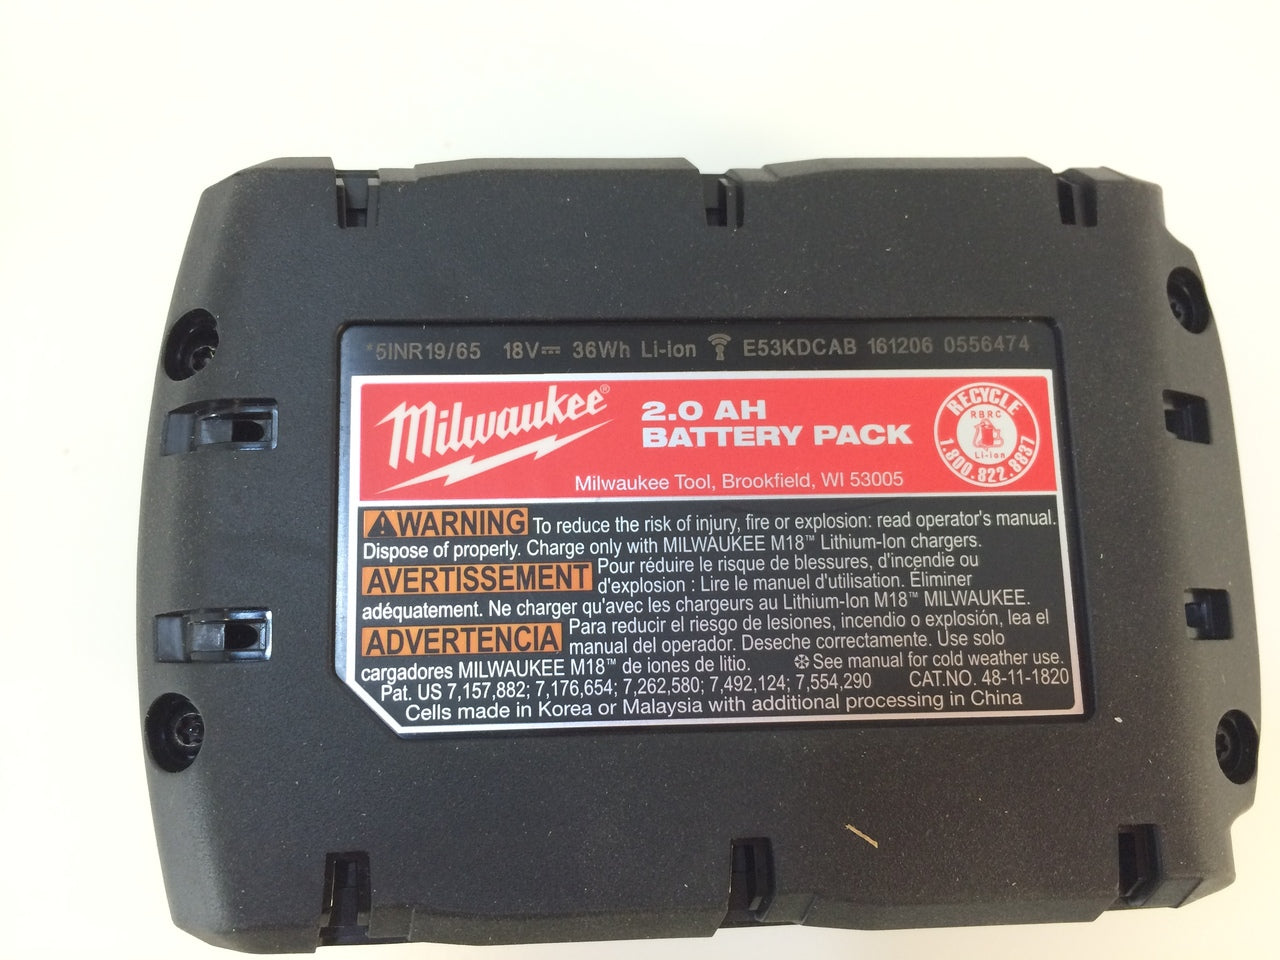 *5INR19/65 18V⎓ 36Wh Li-ion E53KDCAB 161206 0556474
Milwaukee®
2.0 AH
BATTERY PACK
Milwaukee Tool, Brookfield, WI 53005
RECYCLE
RBRC
Li-ion
1.800.822.8837
⚠WARNING To reduce the risk of injury, fire or explosion: read operator's manual.
Dispose of properly. Charge only with MILWAUKEE M18™ Lithium-Ion chargers.
AVERTISSEMENT Pour réduire le risque de blessures, d'incendie ou
d'explosion : Lire le manuel d'utilisation. Éliminer
adéquatement. Ne charger qu'avec les chargeurs au Lithium-Ion M18™ MILWAUKEE.
ADVERTENCIA Para reducir el riesgo de lesiones, incendio o explosión, lea el
manual del operador. Deseche correctamente. Use solo
cargadores MILWAUKEE M18™ de iones de litio. ❄See manual for cold weather use.
Pat. US 7,157,882; 7,176,654; 7,262,580; 7,492,124; 7,554,290 CAT.NO. 48-11-1820
Cells made in Korea or Malaysia with additional processing in China